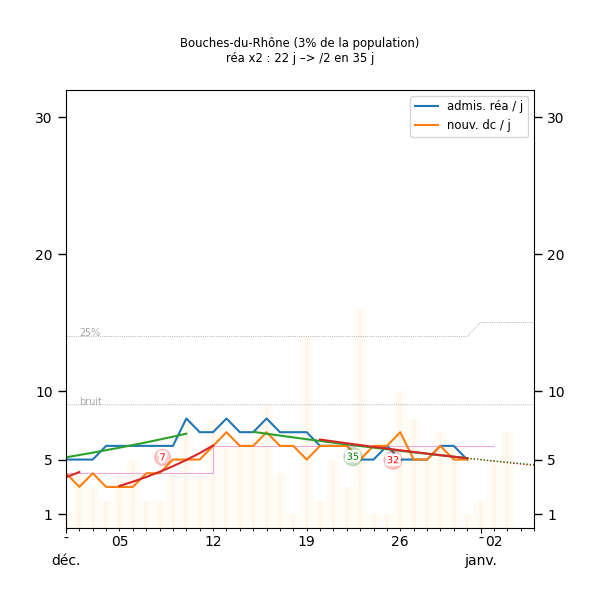 Bouches-du-Rhône (3% de la population)
réa x2 : 22 j –> /2 en 35 j
admis. réa / j
nouv. dc / j
30
30
20
20
25%
10
10
bruit
7
35
32
5
5
1
1
- 05 12 19 26 - 02
déc. janv.